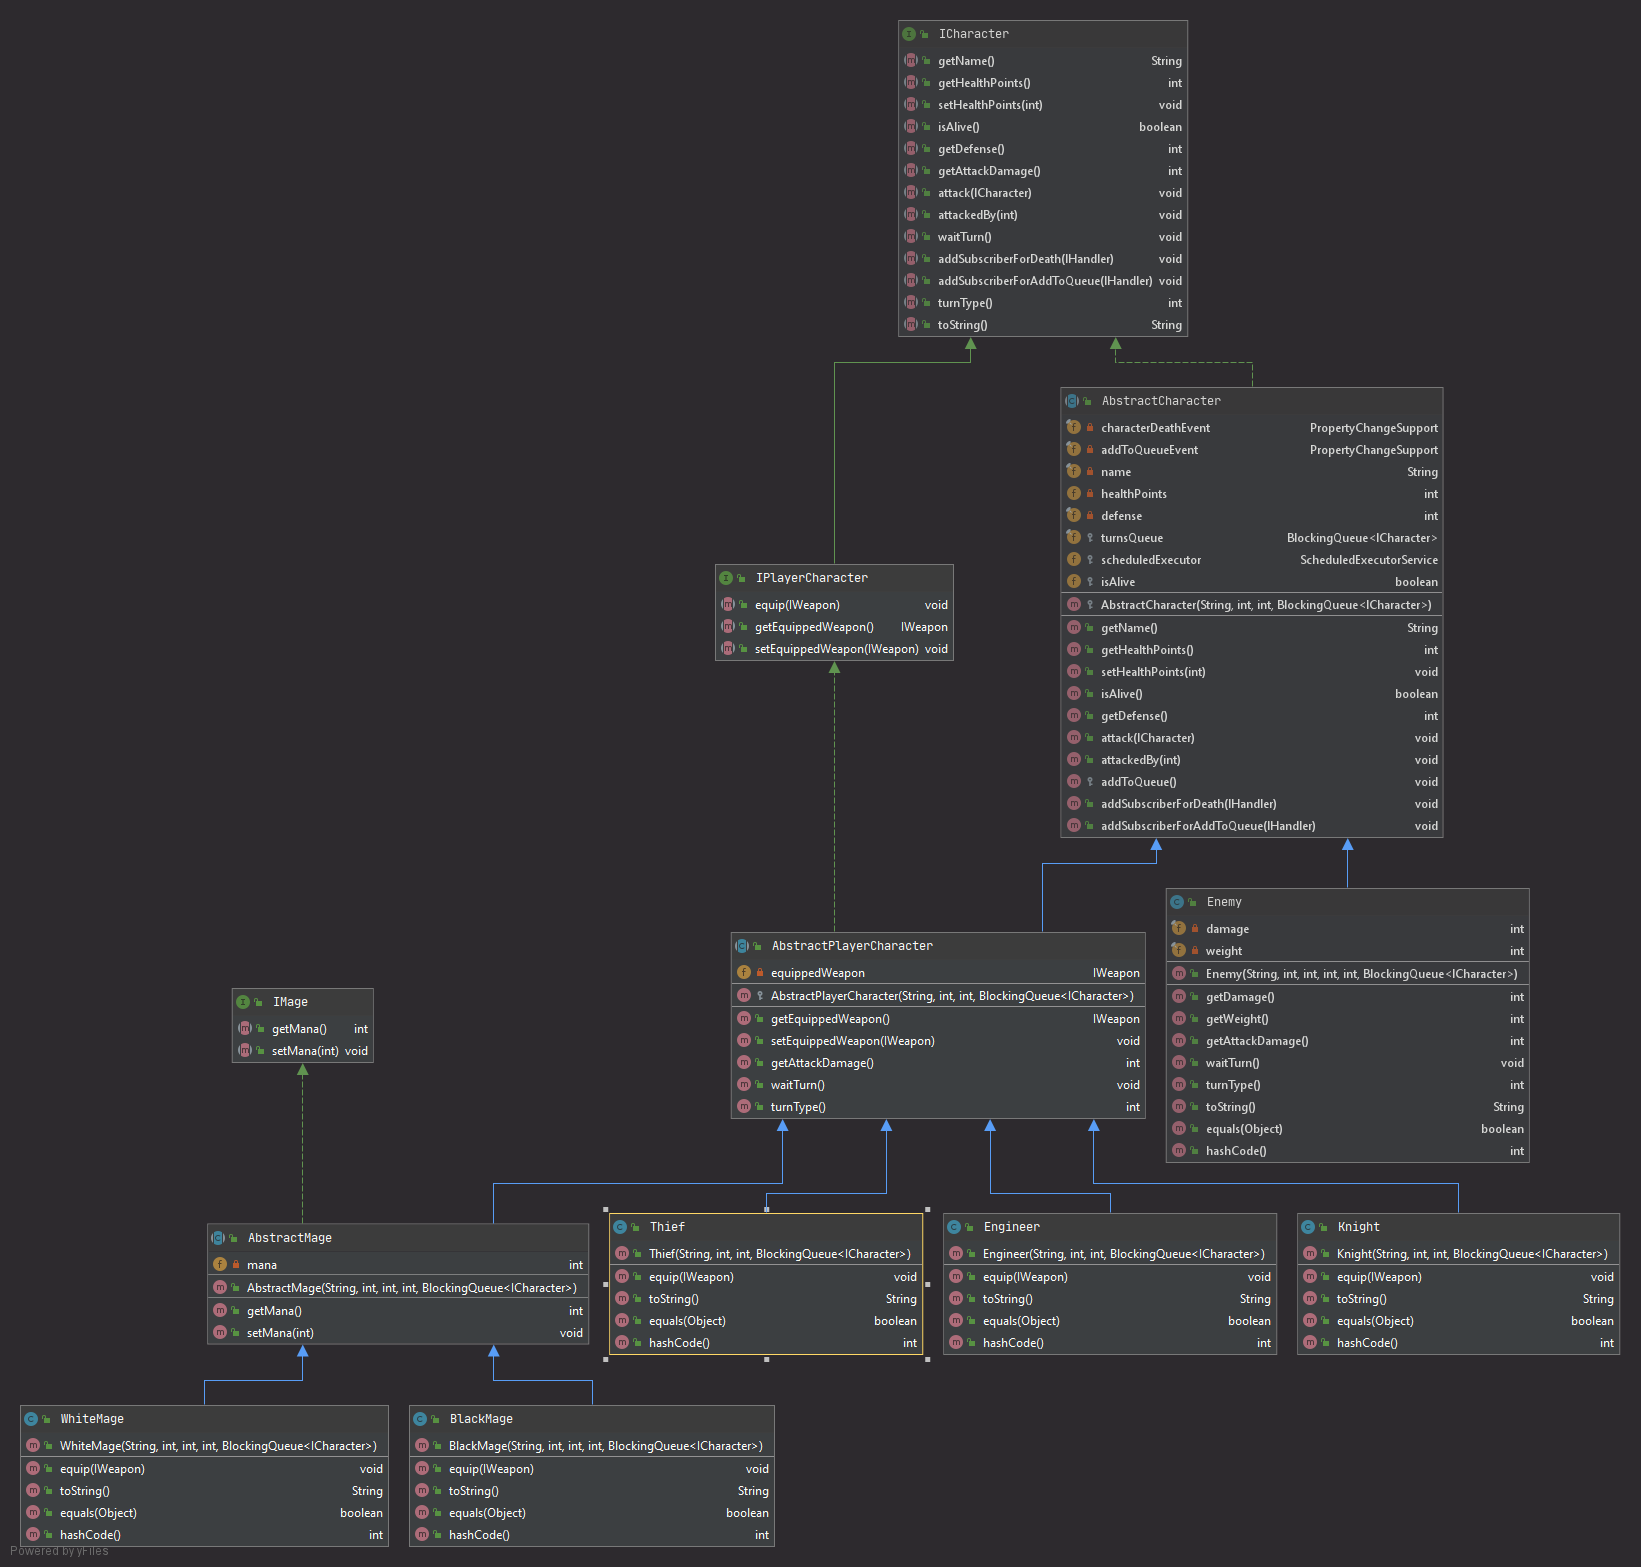 ICharacter
getName() String
getHealthPoints() int
setHealthPoints(int) void
isAlive() boolean
getDefense() int
getAttackDamage() int
attack(ICharacter) void
attackedBy(int) void
waitTurn() void
addSubscriberForDeath(IHandler) void
addSubscriberForAddToQueue(IHandler) void
turnType() int
toString() String
AbstractCharacter
characterDeathEvent PropertyChangeSupport
addToQueueEvent PropertyChangeSupport
name String
healthPoints int
defense int
turnsQueue BlockingQueue<ICharacter>
scheduledExecutor ScheduledExecutorService
isAlive boolean
AbstractCharacter(String, int, int, BlockingQueue<ICharacter>)
getName() String
getHealthPoints() int
setHealthPoints(int) void
isAlive() boolean
getDefense() int
attack(ICharacter) void
attackedBy(int) void
addToQueue() void
addSubscriberForDeath(IHandler) void
addSubscriberForAddToQueue(IHandler) void
IPlayerCharacter
equip(IWeapon) void
getEquippedWeapon() IWeapon
setEquippedWeapon(IWeapon) void
Enemy
damage int
weight int
Enemy(String, int, int, int, int, BlockingQueue<ICharacter>)
getDamage() int
getWeight() int
getAttackDamage() int
waitTurn() void
turnType() int
toString() String
equals(Object) boolean
hashCode() int
AbstractPlayerCharacter
equippedWeapon IWeapon
AbstractPlayerCharacter(String, int, int, BlockingQueue<ICharacter>)
getEquippedWeapon() IWeapon
setEquippedWeapon(IWeapon) void
getAttackDamage() int
waitTurn() void
turnType() int
IMage
getMana() int
setMana(int) void
AbstractMage
mana int
AbstractMage(String, int, int, int, BlockingQueue<ICharacter>)
getMana() int
setMana(int) void
Thief
Thief(String, int, int, BlockingQueue<ICharacter>)
equip(IWeapon) void
toString() String
equals(Object) boolean
hashCode() int
Engineer
Engineer(String, int, int, BlockingQueue<ICharacter>)
equip(IWeapon) void
toString() String
equals(Object) boolean
hashCode() int
Knight
Knight(String, int, int, BlockingQueue<ICharacter>)
equip(IWeapon) void
toString() String
equals(Object) boolean
hashCode() int
WhiteMage
WhiteMage(String, int, int, int, BlockingQueue<ICharacter>)
equip(IWeapon) void
toString() String
equals(Object) boolean
hashCode() int
BlackMage
BlackMage(String, int, int, int, BlockingQueue<ICharacter>)
equip(IWeapon) void
toString() String
equals(Object) boolean
hashCode() int
Powered by yFiles